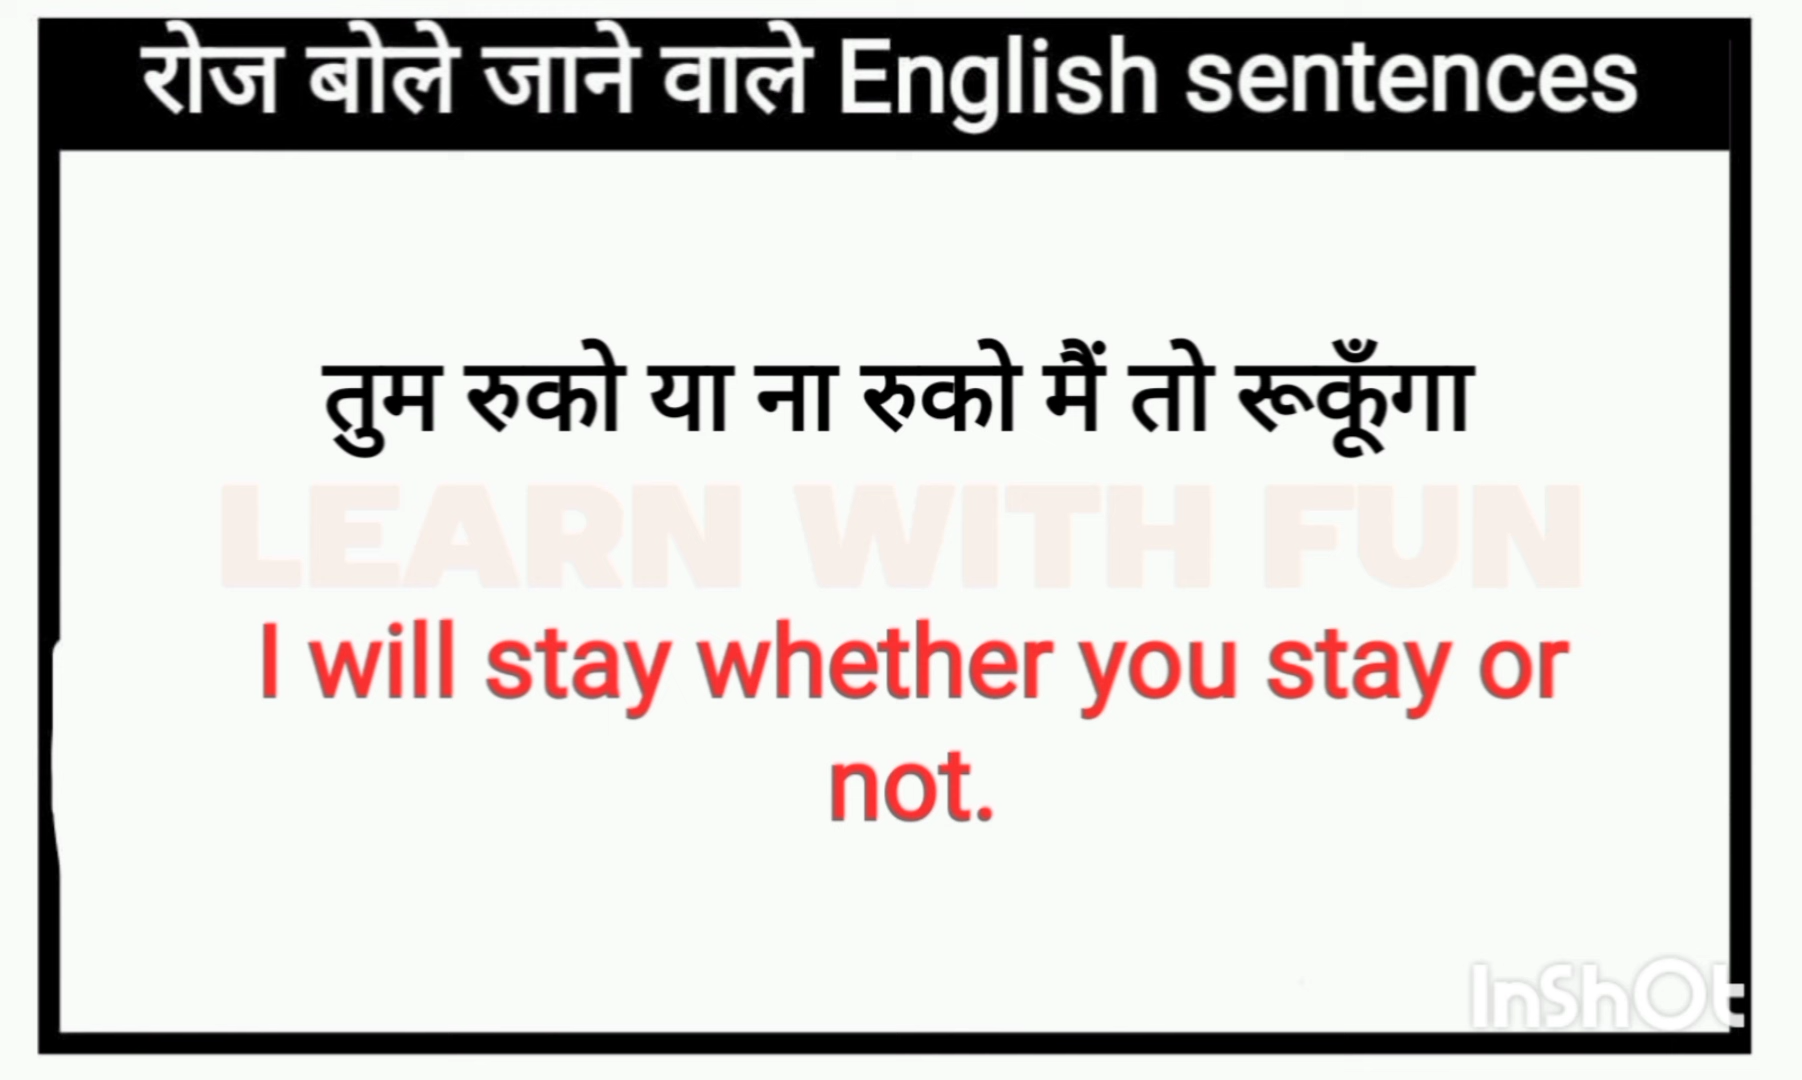 रोज बोले जाने वाले English sentences
तुम रुको या ना रुको मैं तो रूकूँगा
LEARN WITH FUN
I will stay whether you stay or
not.
InShOt